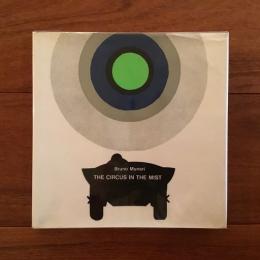 Bruno Munari
THE CIRCUS IN THE MIST